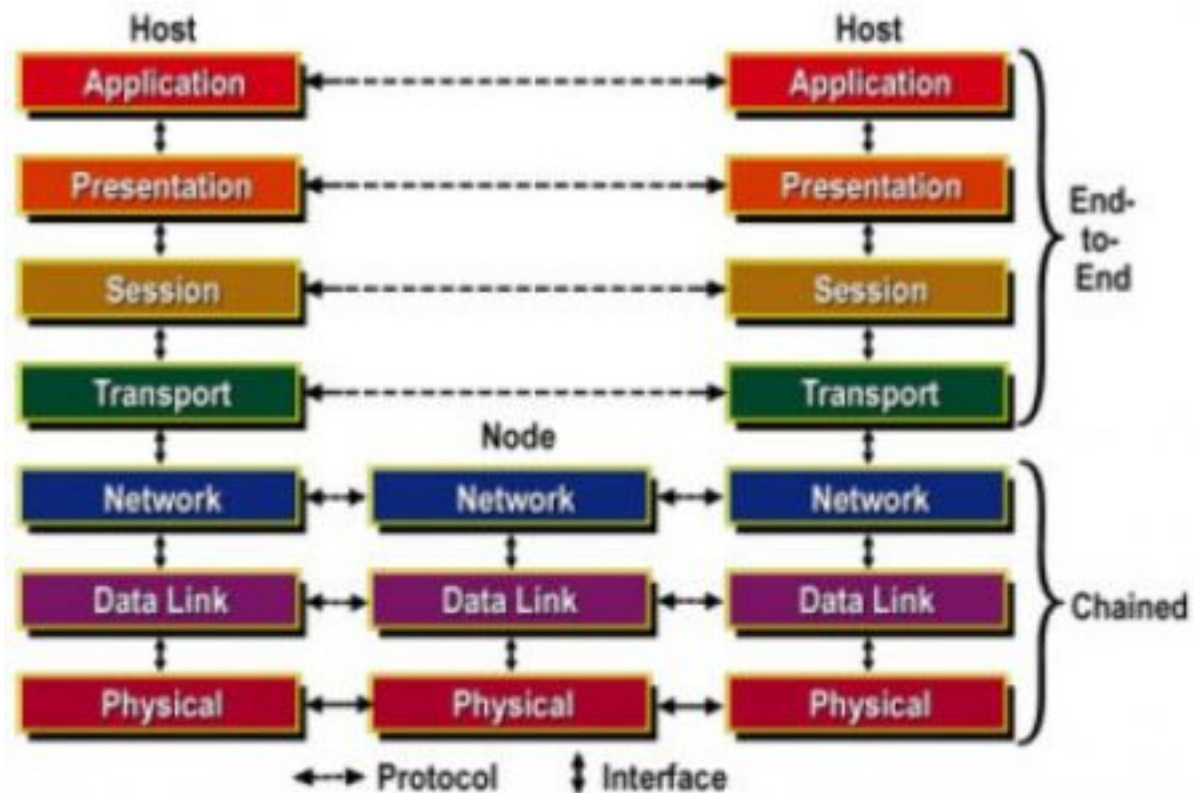 Host Host
Application Application
Presentation Presentation
End-
to-
End
Session Session
Transport Transport
Node
Network Network Network
Data Link Data Link Data Link
Chained
Physical Physical Physical
Protocol Interface